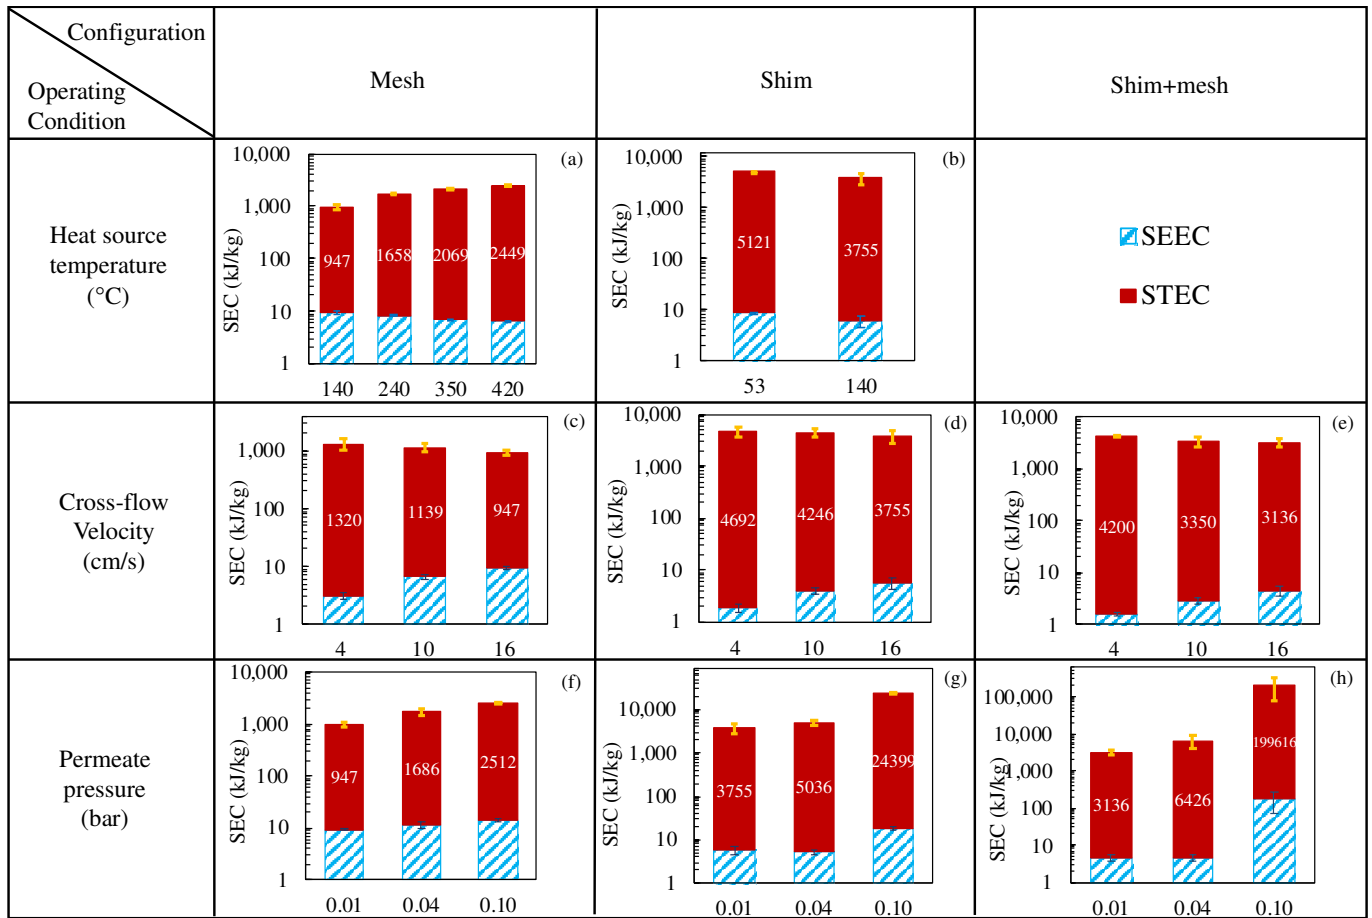 Configuration
Operating
Condition
Mesh
Shim
Shim+mesh
Heat source
temperature
(°C)
(a)
SEC (kJ/kg)
10,000
1,000
100
10
1
947
1658
2069
2449
140 240 350 420
(b)
SEC (kJ/kg)
10,000
1,000
100
10
1
5121
3755
53 140
SEEC
STEC
Cross-flow
Velocity
(cm/s)
(c)
SEC (kJ/kg)
1,000
100
10
1
1320
1139
947
4 10 16
(d)
SEC (kJ/kg)
10,000
1,000
100
10
1
4692
4246
3755
4 10 16
(e)
SEC (kJ/kg)
10,000
1,000
100
10
1
4200
3350
3136
4 10 16
Permeate
pressure
(bar)
(f)
SEC (kJ/kg)
10,000
1,000
100
10
1
947
1686
2512
0.01 0.04 0.10
(g)
SEC (kJ/kg)
10,000
1,000
100
10
1
3755
5036
24399
0.01 0.04 0.10
(h)
SEC (kJ/kg)
100,000
10,000
1,000
100
10
1
3136
6426
199616
0.01 0.04 0.10